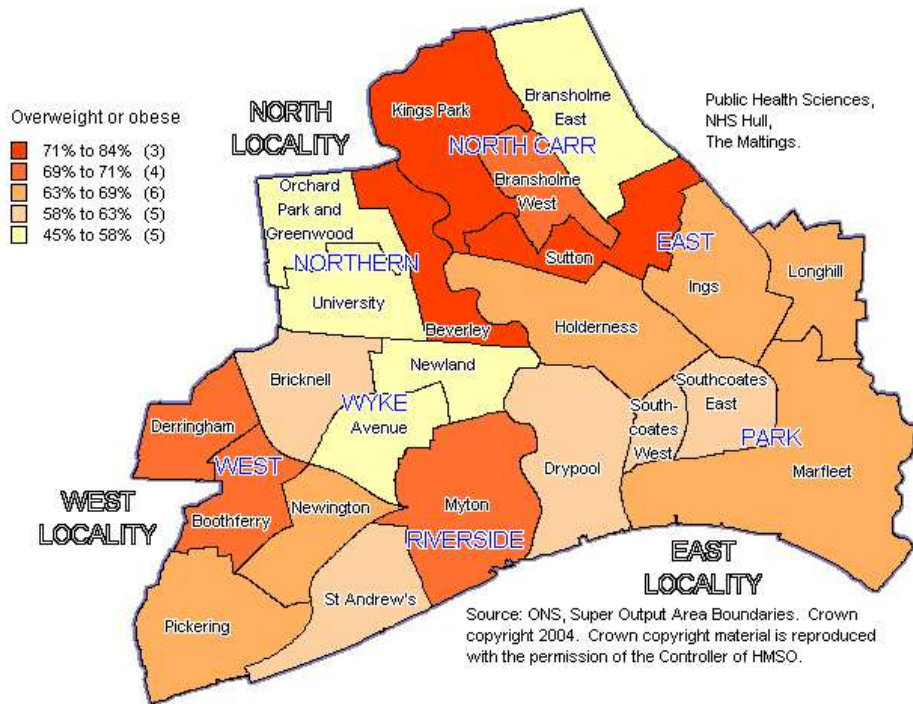 Overweight or obese
71% to 84% (3)
69% to 71% (4)
63% to 69% (6)
58% to 63% (5)
45% to 58% (5)
NORTH
LOCALITY
Kings Park
Bransholme
East
NORTH CARR
Bransholme
West
Public Health Sciences,
NHS Hull,
The Maltings.
Orchard
Park and
Greenwood
NORTHERN
University
Beverley
Sutton
EAST
Ings
Longhill
Holderness
Newland
Bricknell
WYKE
Avenue
Southcoates
East
South-
coates
West
PARK
Marfleet
Drypool
Derringham
WEST
Boothferry
WEST
LOCALITY
Newington
Myton
RIVERSIDE
St Andrew's
Pickering
EAST
LOCALITY
Source: ONS, Super Output Area Boundaries. Crown
copyright 2004. Crown copyright material is reproduced
with the permission of the Controller of HMSO.